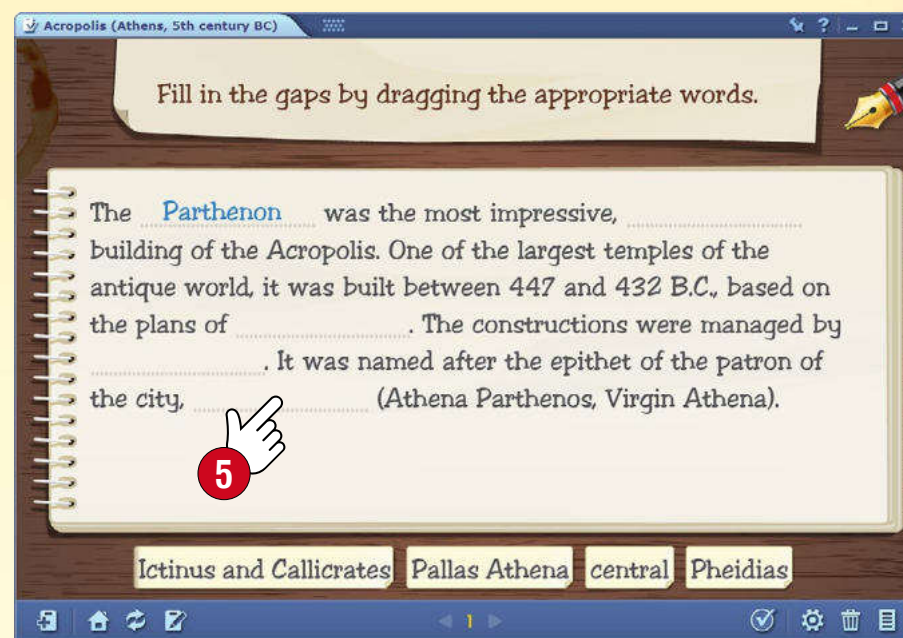 Acropolis (Athens, 5th century BC)
?
Fill in the gaps by dragging the appropriate words.
The Parthenon was the most impressive,
building of the Acropolis. One of the largest temples of the
antique world, it was built between 447 and 432 B.C., based on
the plans of . The constructions were managed by
. It was named after the epithet of the patron of
the city, (Athena Parthenos, Virgin Athena).
5
Ictinus and Callicrates Pallas Athena central Pheidias
1